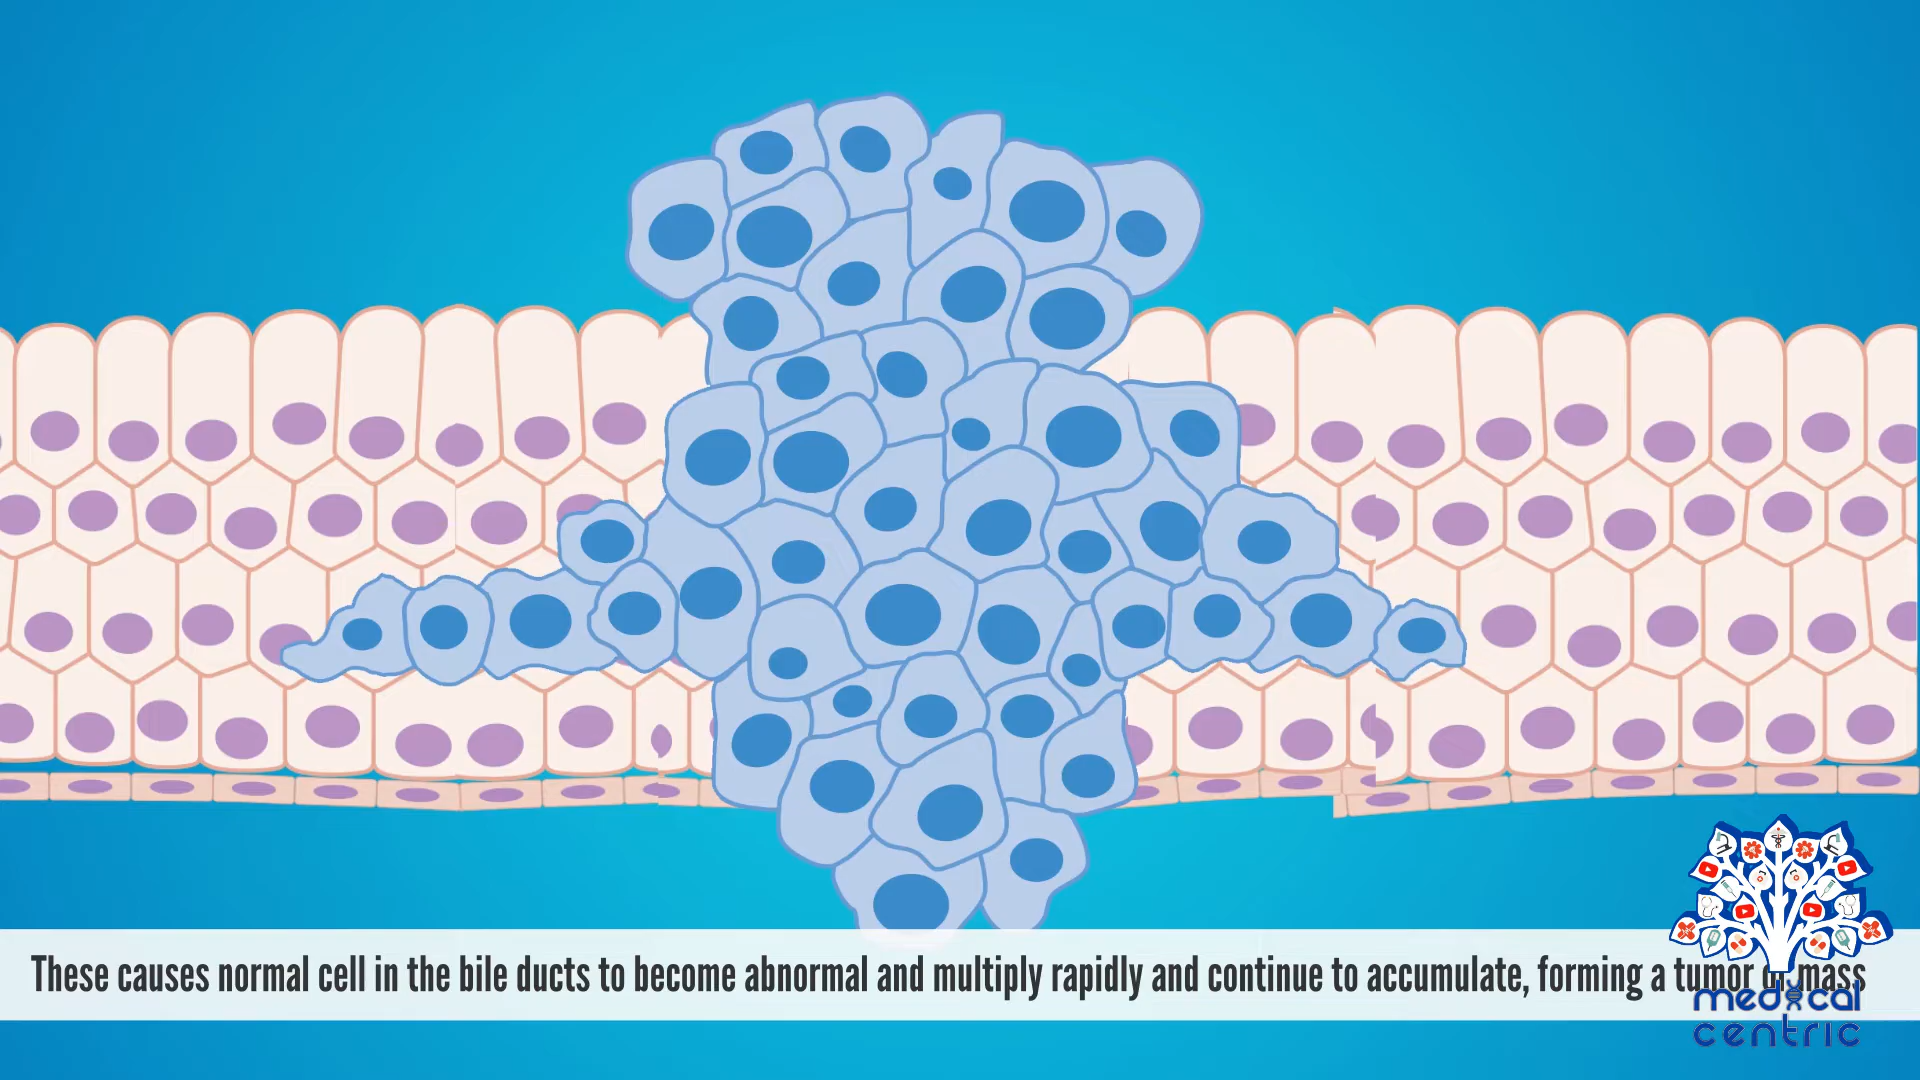 These causes normal cell in the bile ducts to become abnormal and multiply rapidly and continue to accumulate, forming a tumor or mass
medical
centric